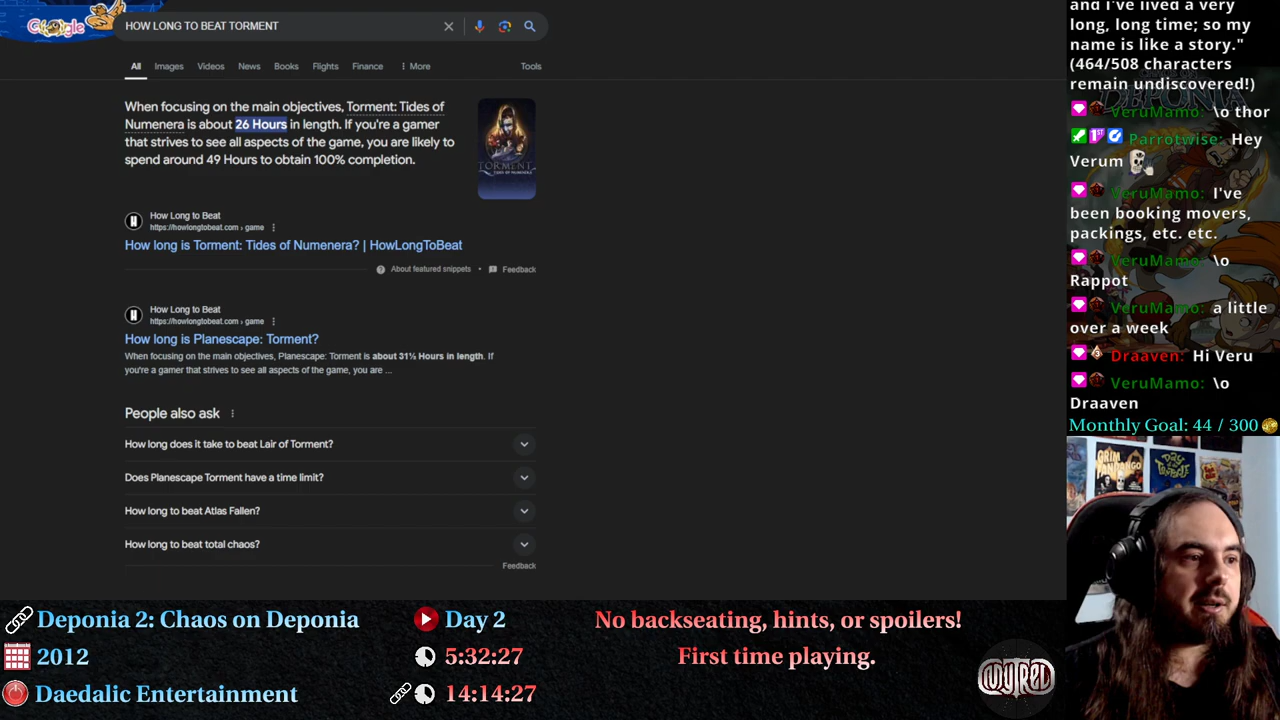 Google
HOW LONG TO BEAT TORMENT
All Images Videos News Books Flights Finance More Tools
When focusing on the main objectives, Torment: Tides of
Numenera is about 26 Hours in length. If you're a gamer
that strives to see all aspects of the game, you are likely to
spend around 49 Hours to obtain 100% completion.
TORMENT
How Long to Beat
https://howlongtobeat.com › game
How long is Torment: Tides of Numenera? | HowLongToBeat
About featured snippets • Feedback
How Long to Beat
https://howlongtobeat.com › game
How long is Planescape: Torment?
When focusing on the main objectives, Planescape: Torment is about 31½ Hours in length. If
you're a gamer that strives to see all aspects of the game, you are ...
People also ask
How long does it take to beat Lair of Torment?
Does Planescape Torment have a time limit?
How long to beat Atlas Fallen?
How long to beat total chaos?
Feedback
and I've lived a very
long, long time; so my
name is like a story."
(464/508 characters
remain undiscovered!)
VeruMamo: \o thor
Parrotwise: Hey
Verum
VeruMamo: I've
been booking movers,
packings, etc. etc.
VeruMamo: \o
Rappot
VeruMamo: a little
over a week
Draaven: Hi Veru
VeruMamo: \o
Draaven
Monthly Goal: 44 / 300
GRIM FANDANGO
Day of the Tentacle
Deponia 2: Chaos on Deponia
2012
Daedalic Entertainment
Day 2
5:32:27
14:14:27
No backseating, hints, or spoilers!
First time playing.